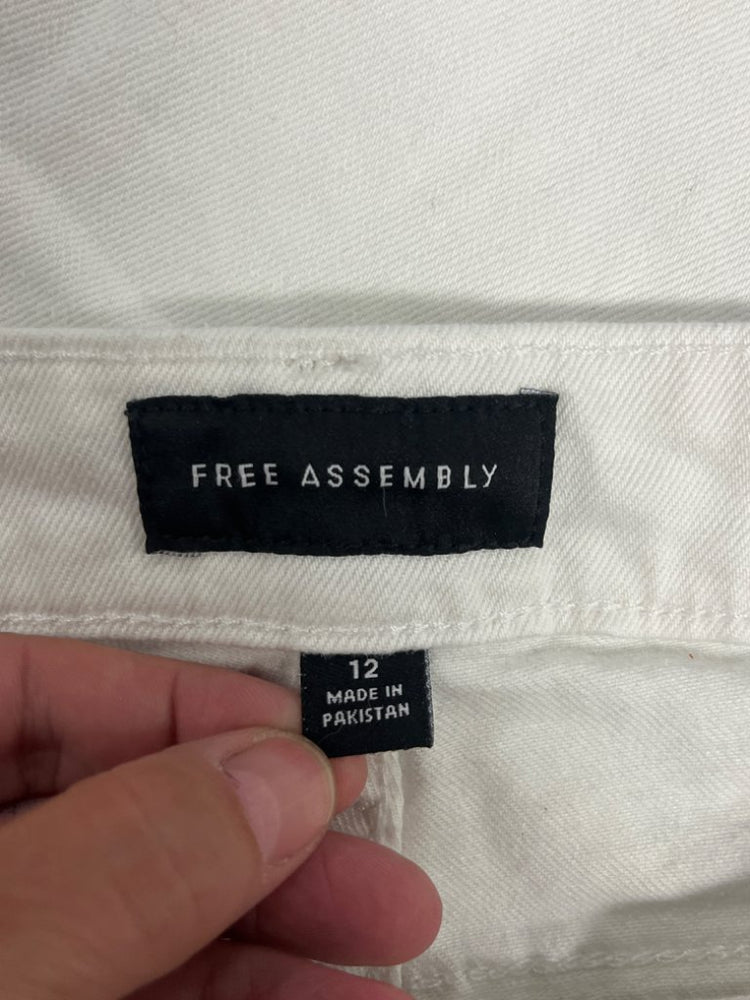 FREE ASSEMBLY
12
MADE IN
PAKISTAN